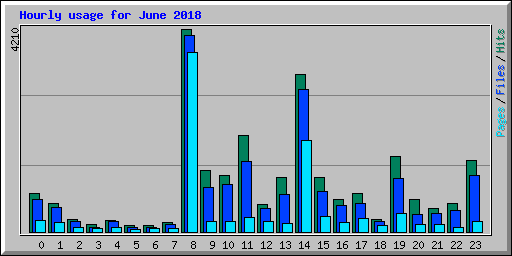 Hourly usage for June 2018
4210
Pages / Files / Hits
0 1 2 3 4 5 6 7 8 9 10 11 12 13 14 15 16 17 18 19 20 21 22 23